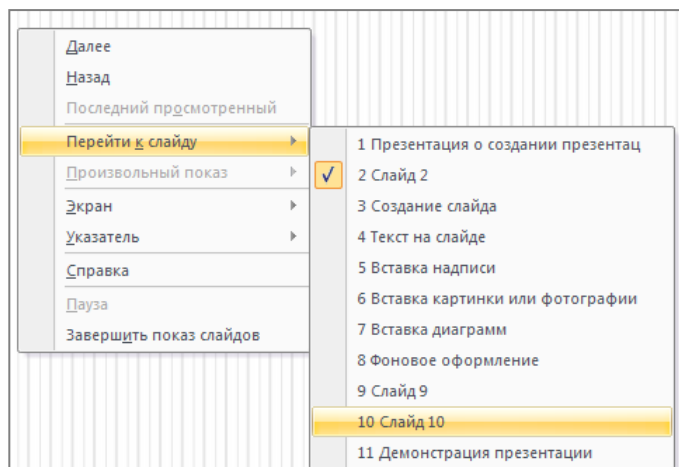 Далее
Назад
Последний просмотренный
Перейти к слайду
Произвольный показ
Экран
Указатель
Справка
Пауза
Завершить показ слайдов
1 Презентация о создании презентац
2 Слайд 2
3 Создание слайда
4 Текст на слайде
5 Вставка надписи
6 Вставка картинки или фотографии
7 Вставка диаграмм
8 Фоновое оформление
9 Слайд 9
10 Слайд 10
11 Демонстрация презентации